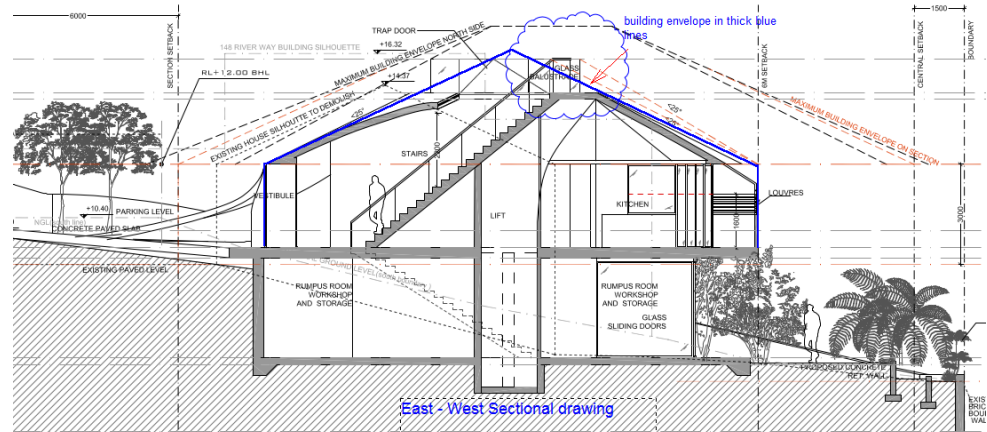 6000
1500
SECTION SETBACK
CENTRAL SETBACK
BOUNDARY
6M SETBACK
building envelope in thick blue
lines
TRAP DOOR
+16.32
148 RIVER WAY BUILDING SILHOUETTE
MAXIMUM BUILDING ENVELOPE NORTH SIDE
+14.37
RL+12.00 BHL
EXISTING HOUSE SILHOUTTE TO DEMOLISH
GLASS
BALUSTRADE
<25°
<25°
<25°
MAXIMUM BUILDING ENVELOPE ON SECTION
STAIRS
VESTIBULE
LIFT
KITCHEN
LOUVRES
1600
3000
+10.40
PARKING LEVEL
CONCRETE PAVED SLAB
EXISTING PAVED LEVEL
RUMPUS ROOM
WORKSHOP
AND STORAGE
RUMPUS ROOM
WORKSHOP
AND STORAGE
GLASS
SLIDING DOORS
PROPOSED CONCRETE
RET. WALL
East - West Sectional drawing